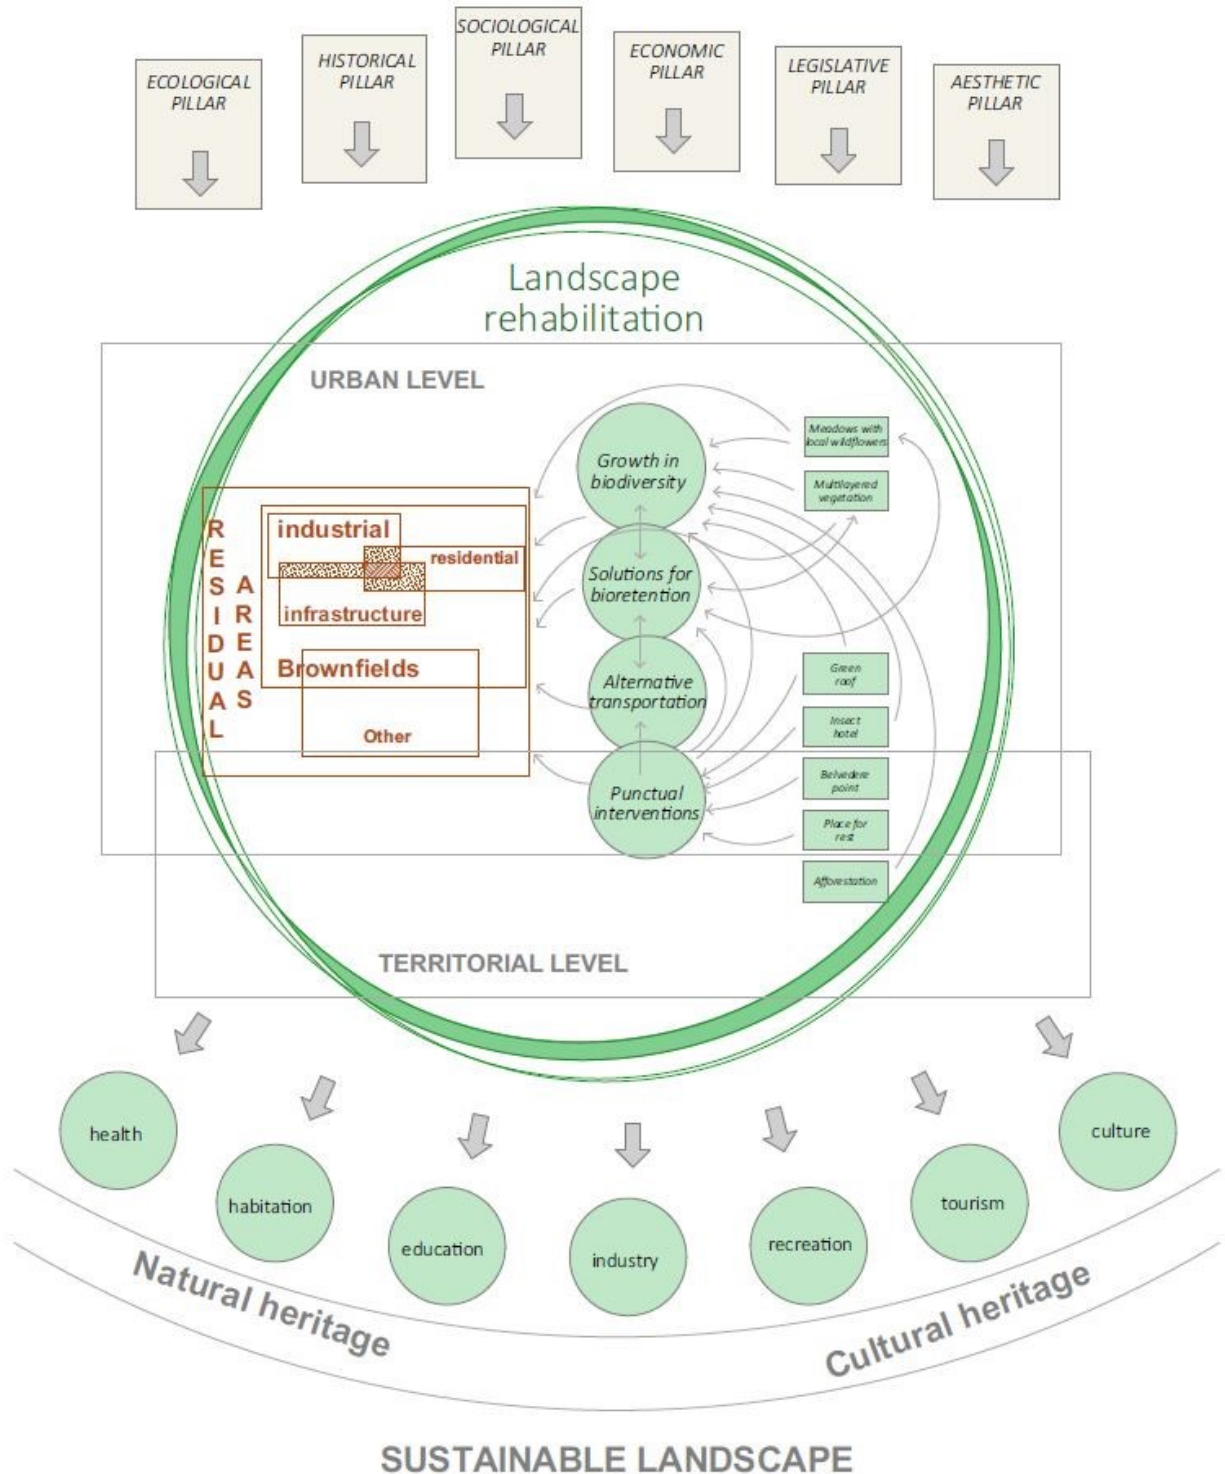 ECOLOGICAL
PILLAR
HISTORICAL
PILLAR
SOCIOLOGICAL
PILLAR
ECONOMIC
PILLAR
LEGISLATIVE
PILLAR
AESTHETIC
PILLAR
Landscape
rehabilitation
URBAN LEVEL
RESIDUAL
AREAS
industrial
residential
infrastructure
Brownfields
Other
Growth in
biodiversity
Solutions for
bioretention
Alternative
transportation
Punctual
interventions
Meadows with
local wildflowers
Multilayered
vegetation
Green
roof
Insect
hotel
Belvedere
point
Place for
rest
Afforestation
TERRITORIAL LEVEL
health
habitation
education
industry
recreation
tourism
culture
Natural heritage
Cultural heritage
SUSTAINABLE LANDSCAPE